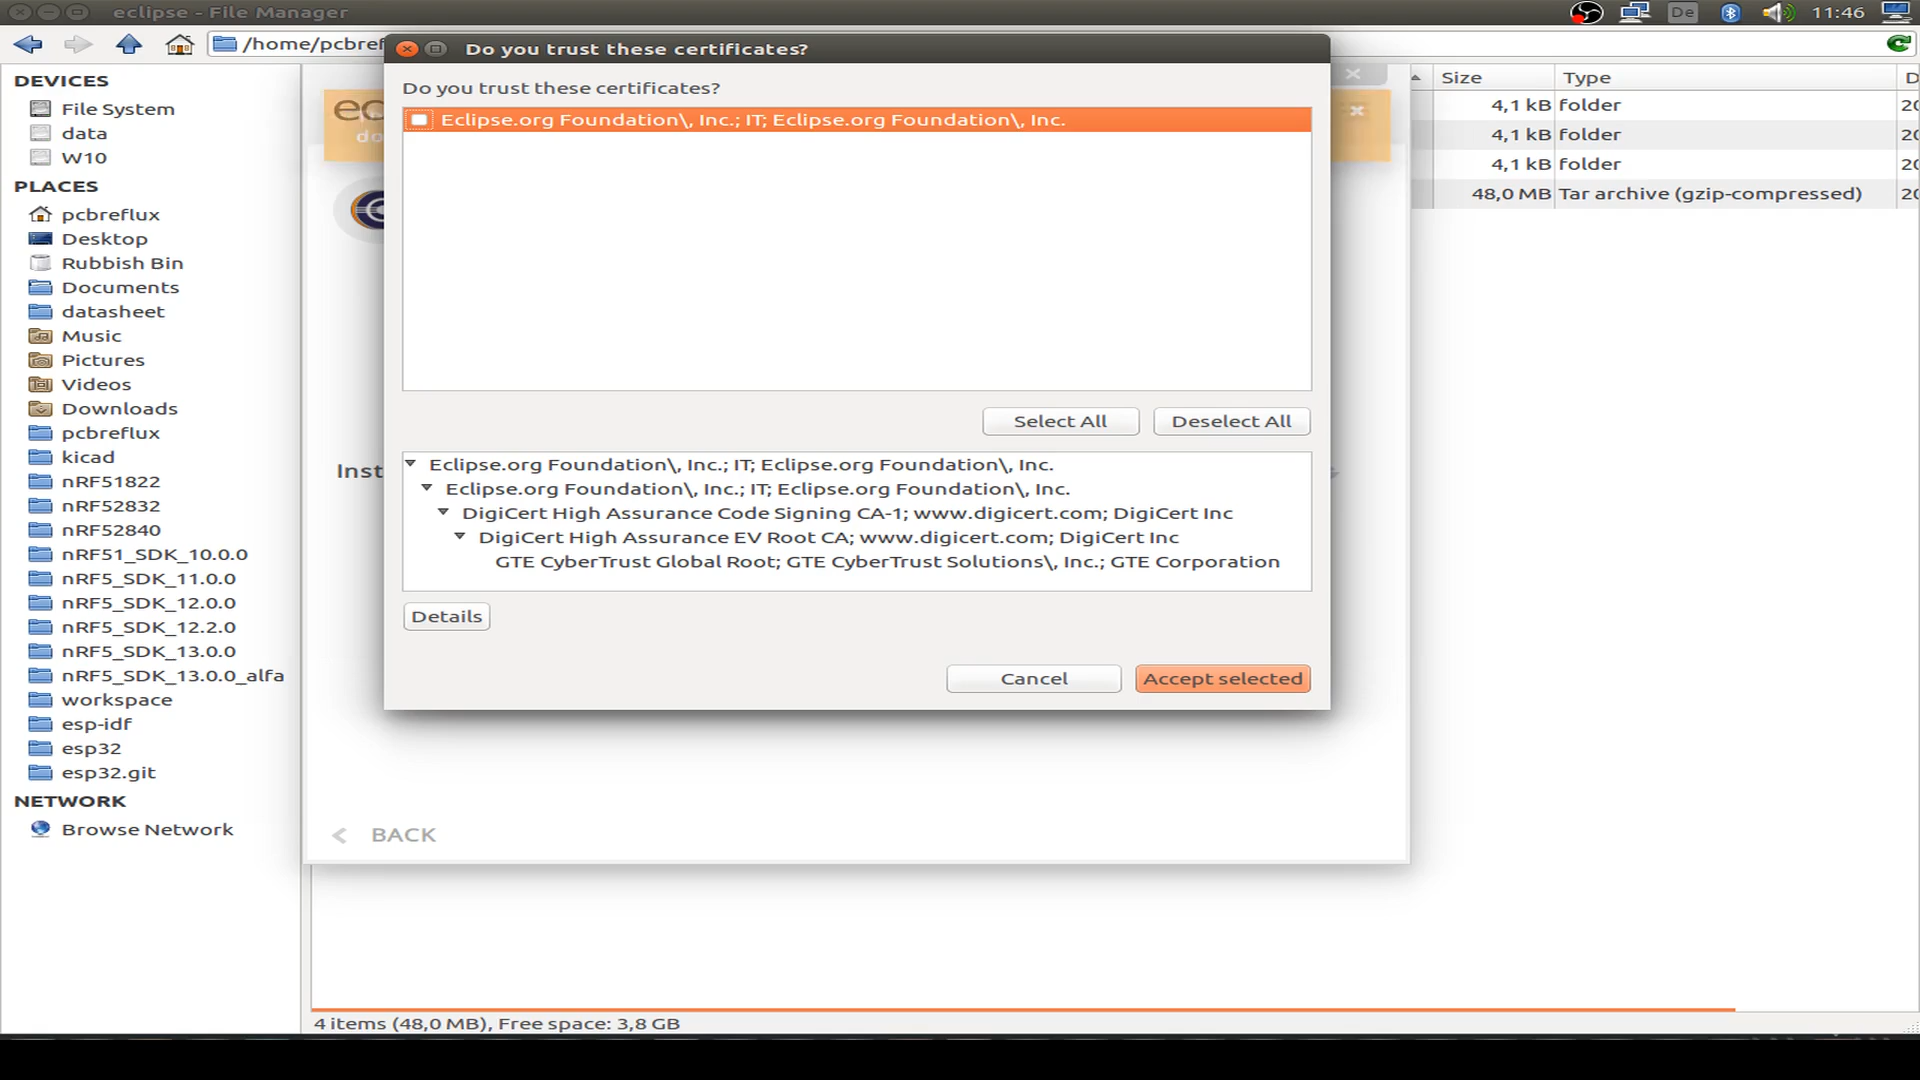 eclipse - File Manager
De
11:46
/home/pcbref
Do you trust these certificates?
Do you trust these certificates?
Eclipse.org Foundation\, Inc.; IT; Eclipse.org Foundation\, Inc.
Select All
Deselect All
Eclipse.org Foundation\, Inc.; IT; Eclipse.org Foundation\, Inc.
Eclipse.org Foundation\, Inc.; IT; Eclipse.org Foundation\, Inc.
DigiCert High Assurance Code Signing CA-1; www.digicert.com; DigiCert Inc
DigiCert High Assurance EV Root CA; www.digicert.com; DigiCert Inc
GTE CyberTrust Global Root; GTE CyberTrust Solutions\, Inc.; GTE Corporation
Details
Cancel
Accept selected
DEVICES
File System
data
W10
PLACES
pcbreflux
Desktop
Rubbish Bin
Documents
datasheet
Music
Pictures
Videos
Downloads
pcbreflux
kicad
nRF51822
nRF52832
nRF52840
nRF51_SDK_10.0.0
nRF5_SDK_11.0.0
nRF5_SDK_12.0.0
nRF5_SDK_12.2.0
nRF5_SDK_13.0.0
nRF5_SDK_13.0.0_alfa
workspace
esp-idf
esp32
esp32.git
NETWORK
Browse Network
ec
do
Inst
BACK
Size
Type
D
4,1 kB folder
20
4,1 kB folder
20
4,1 kB folder
20
48,0 MB Tar archive (gzip-compressed)
20
4 items (48,0 MB), Free space: 3,8 GB